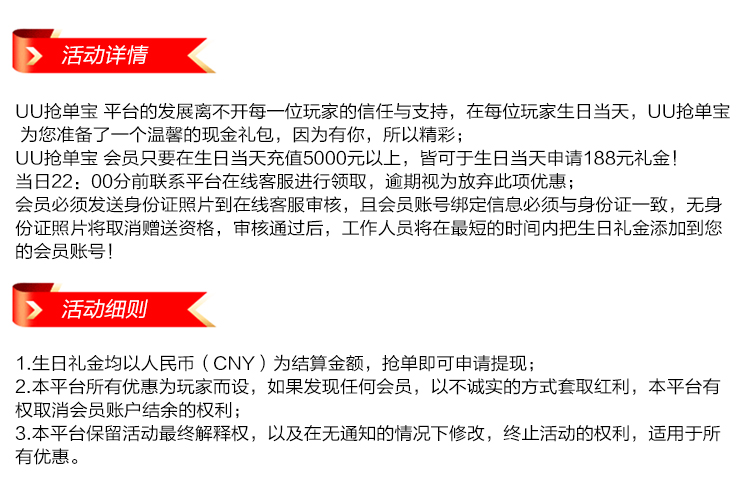 活动详情
UU抢单宝 平台的发展离不开每一位玩家的信任与支持，在每位玩家生日当天，UU抢单宝
为您准备了一个温馨的现金礼包，因为有你，所以精彩；
UU抢单宝 会员只要在生日当天充值5000元以上，皆可于生日当天申请188元礼金！
当日22：00分前联系平台在线客服进行领取，逾期视为放弃此项优惠；
会员必须发送身份证照片到在线客服审核，且会员账号绑定信息必须与身份证一致，无身
份证照片将取消赠送资格，审核通过后，工作人员将在最短的时间内把生日礼金添加到您
的会员账号！
活动细则
1.生日礼金均以人民币（CNY）为结算金额，抢单即可申请提现；
2.本平台所有优惠为玩家而设，如果发现任何会员，以不诚实的方式套取红利，本平台有
权取消会员账户结余的权利；
3.本平台保留活动最终解释权，以及在无通知的情况下修改，终止活动的权利，适用于所
有优惠。